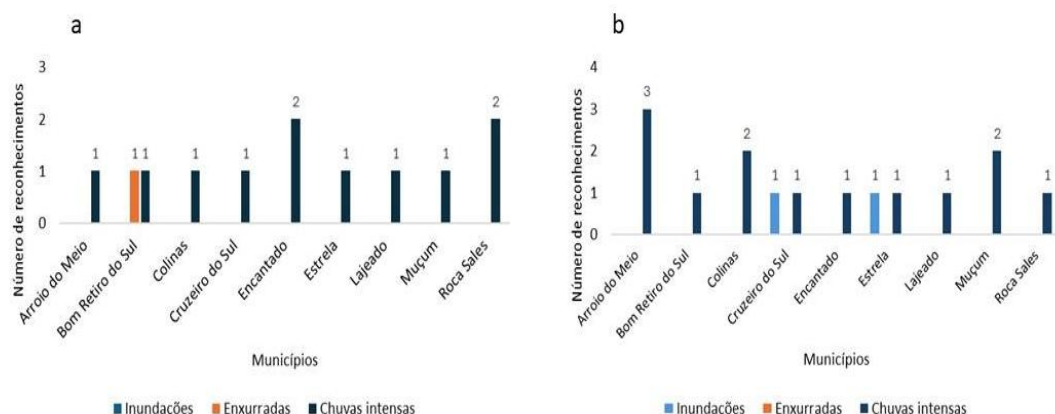 a
Número de reconhecimentos
3
2
1
0
1
1 1
1
1
2
1
1
1
2
Arroio do Meio
Bom Retiro do Sul
Colinas
Cruzeiro do Sul
Encantado
Estrela
Lajeado
Muçum
Roca Sales
Municípios
Inundações Enxurradas Chuvas intensas
b
Número de reconhecimentos
4
3
2
1
0
3
1
2
1 1
1
1 1
1
2
1
Arroio do Meio
Bom Retiro do Sul
Colinas
Cruzeiro do Sul
Encantado
Estrela
Lajeado
Muçum
Roca Sales
Municípios
Inundações Enxurradas Chuvas intensas